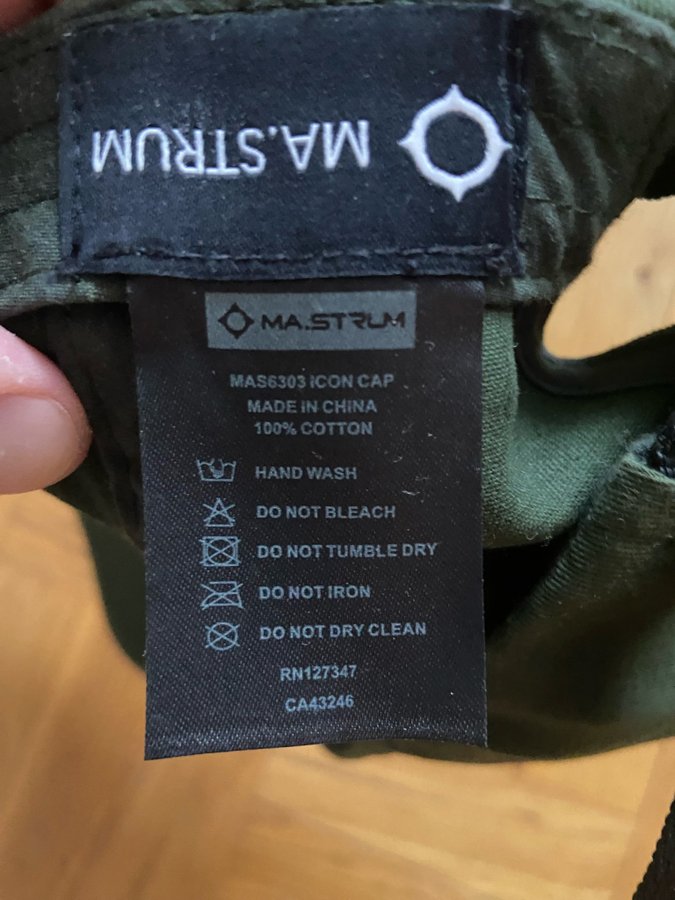 MA.STRUM
MA.STRUM
MAS6303 ICON CAP
MADE IN CHINA
100% COTTON
HAND WASH
DO NOT BLEACH
DO NOT TUMBLE DRY
DO NOT IRON
DO NOT DRY CLEAN
RN127347
CA43246